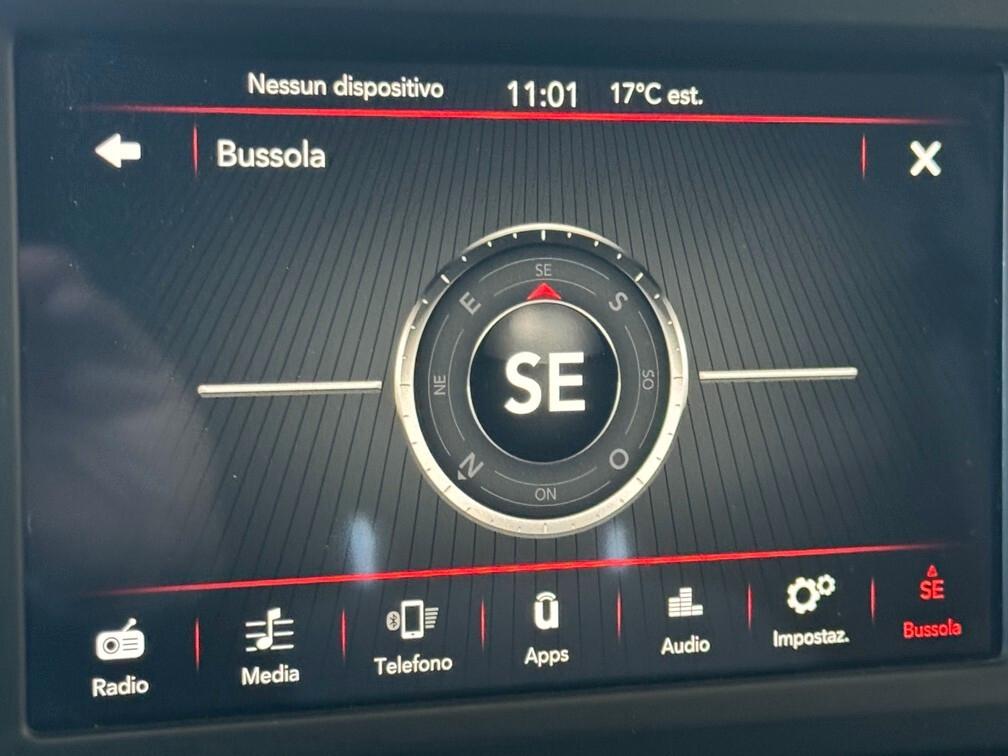 Nessun dispositivo 11:01 17°C est.
Bussola
SE
E S
SE
NE SO
N O
NO
Radio
Media
Telefono
Apps
Audio
Impostaz.
SE
Bussola